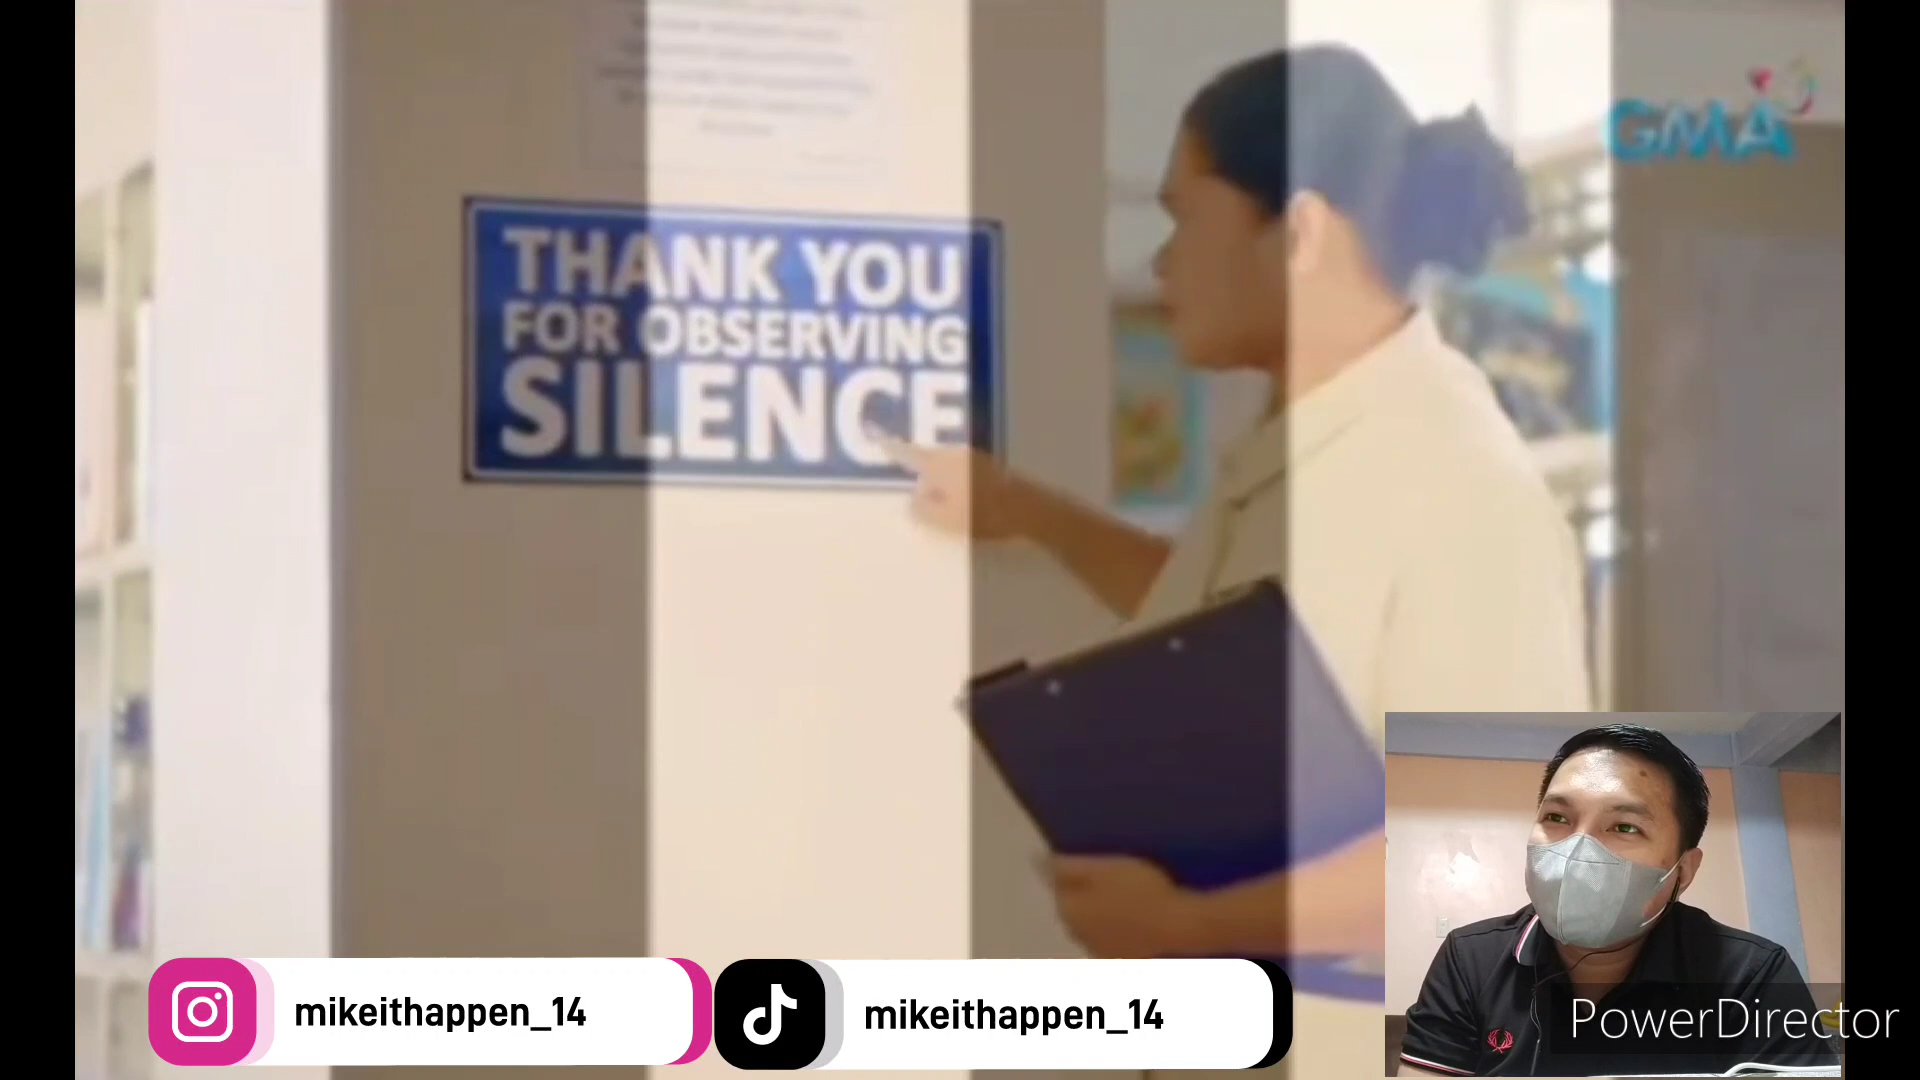 GMA
THANK YOU
FOR OBSERVING
SILENCE
mikeithappen_14
mikeithappen_14
PowerDirector